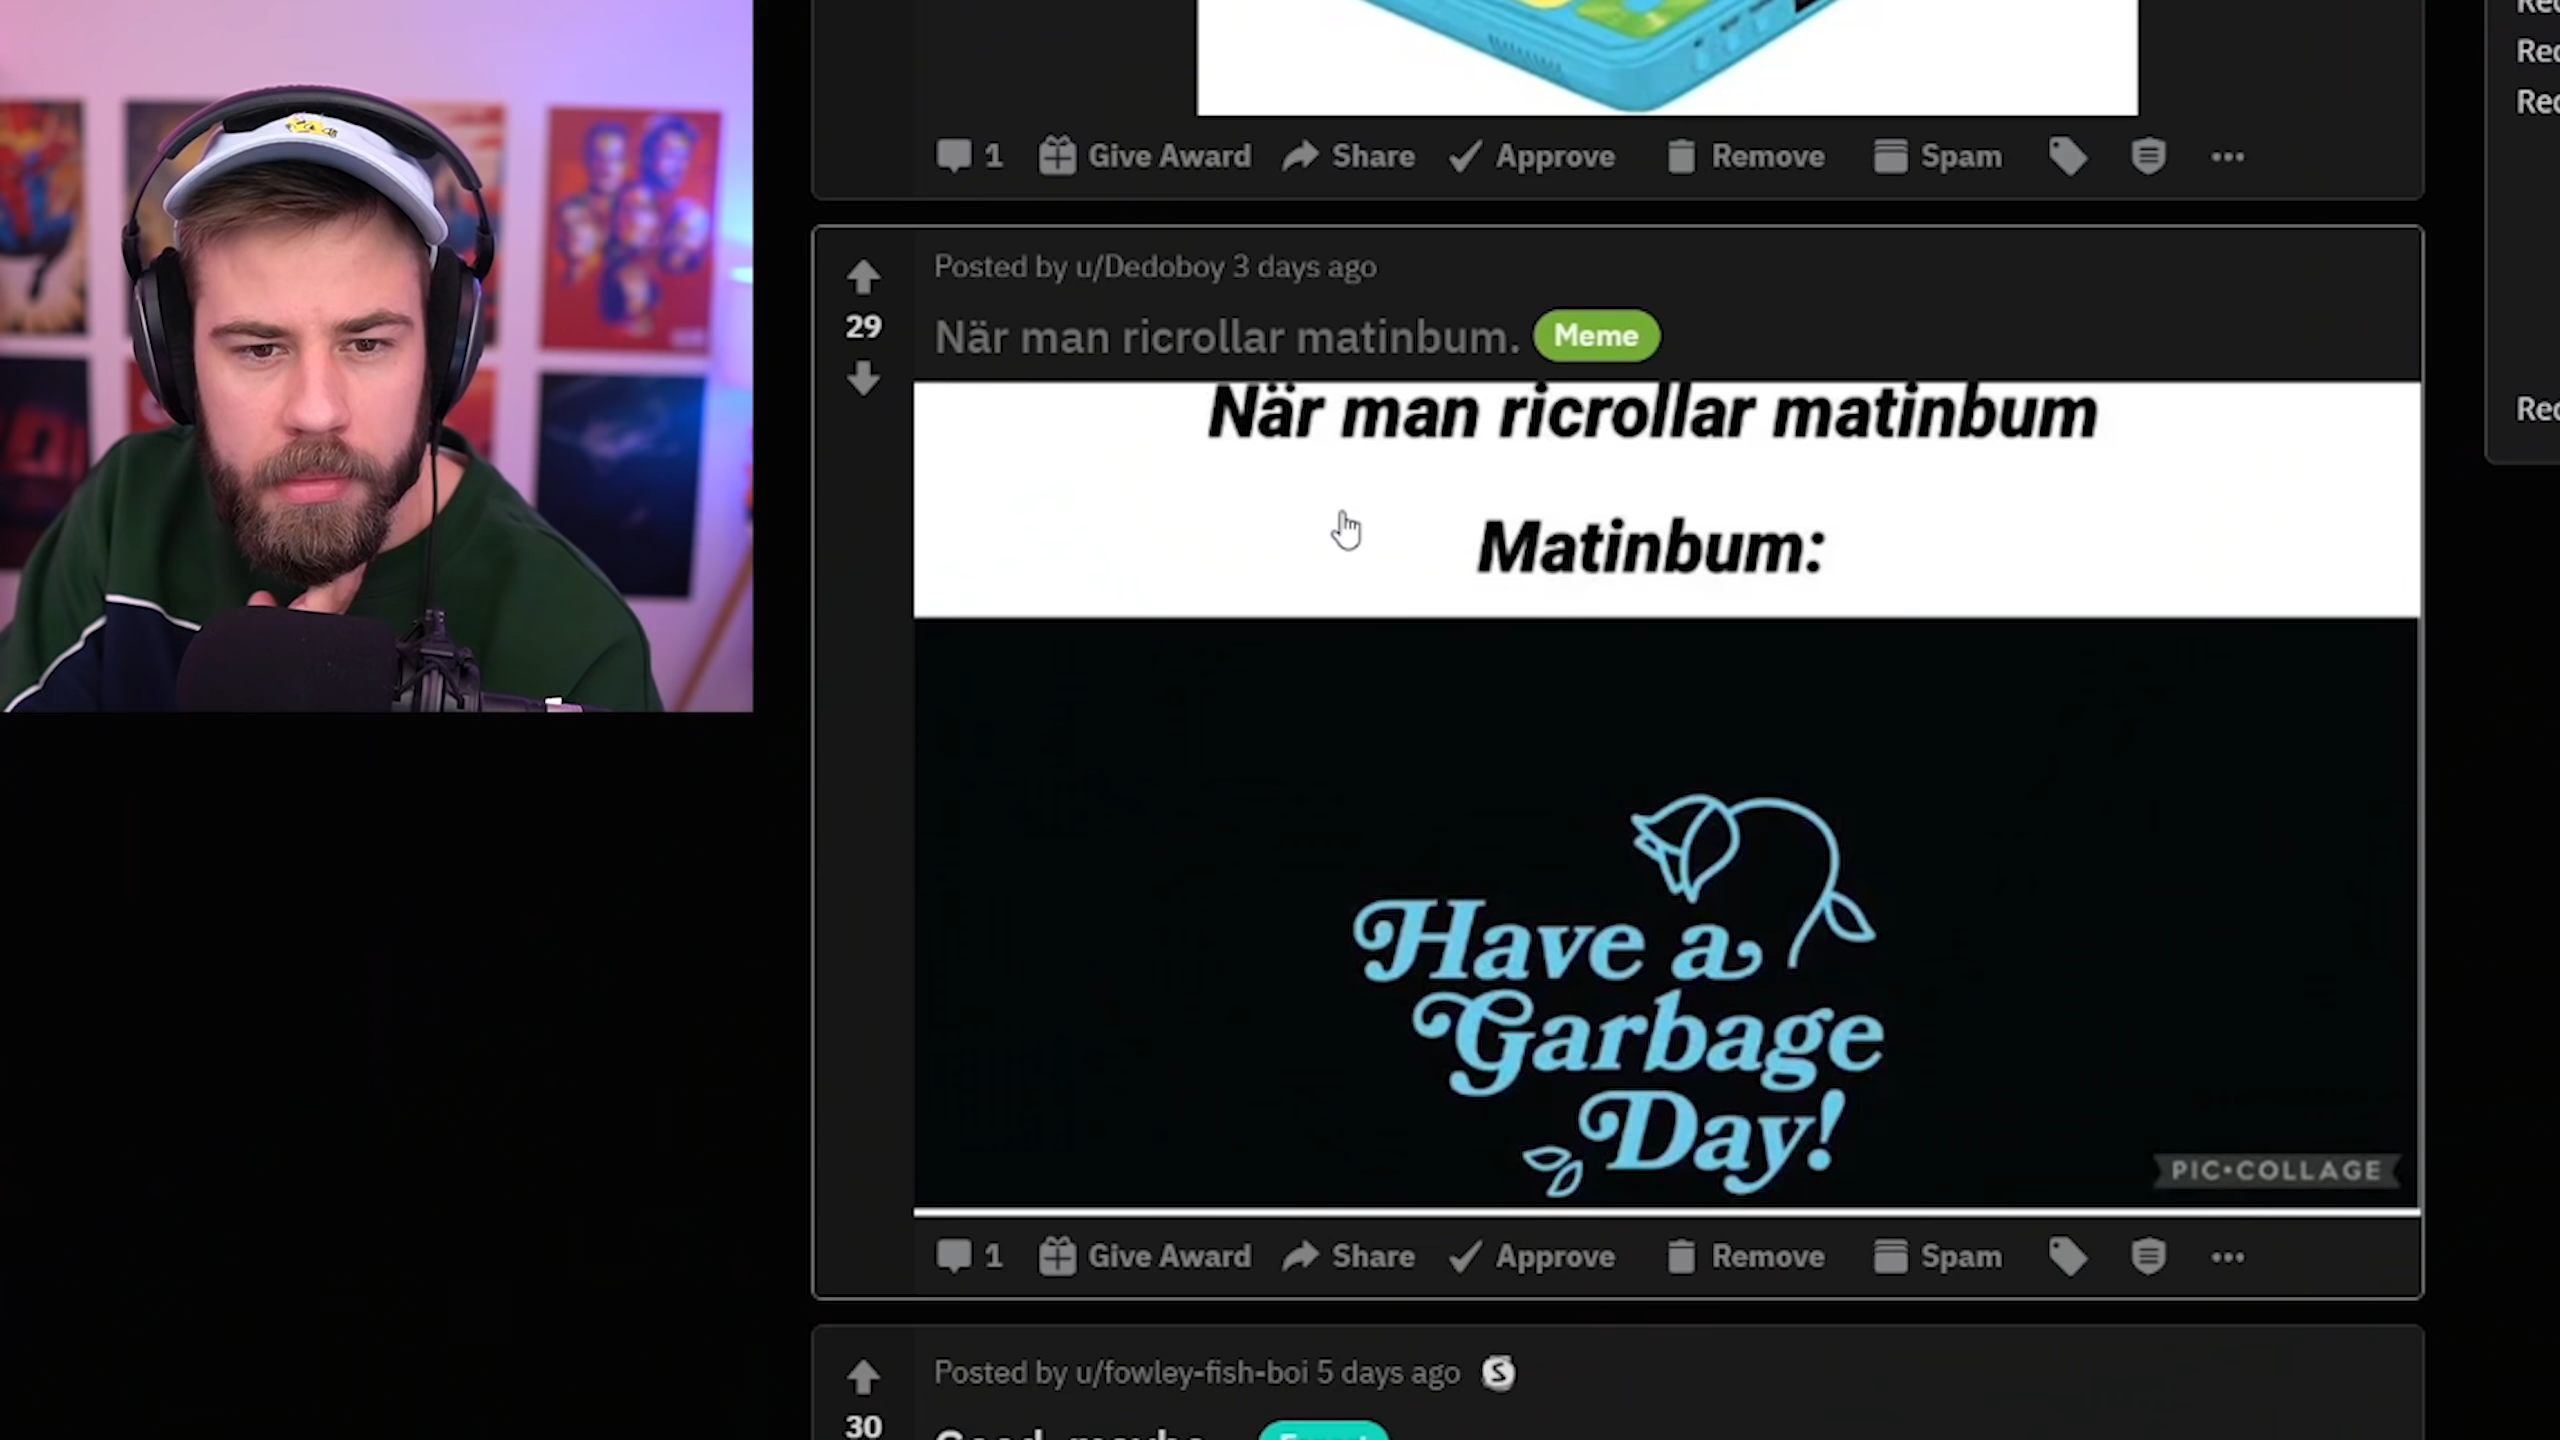 1 Give Award Share Approve Remove Spam
Posted by u/Dedoboy 3 days ago
29
När man ricrollar matinbum. Meme
När man ricrollar matinbum
Matinbum:
Have a
Garbage
Day!
PIC•COLLAGE
1 Give Award Share Approve Remove Spam
Posted by u/fowley-fish-boi 5 days ago
30